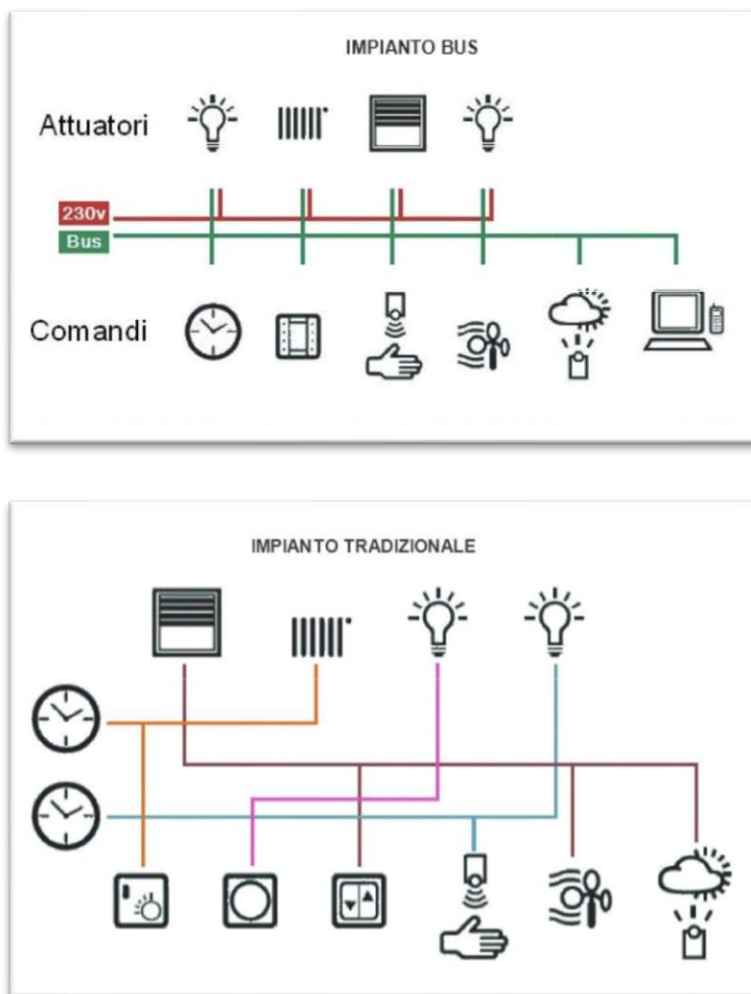 IMPIANTO BUS
Attuatori
230v
Bus
Comandi
IMPIANTO TRADIZIONALE